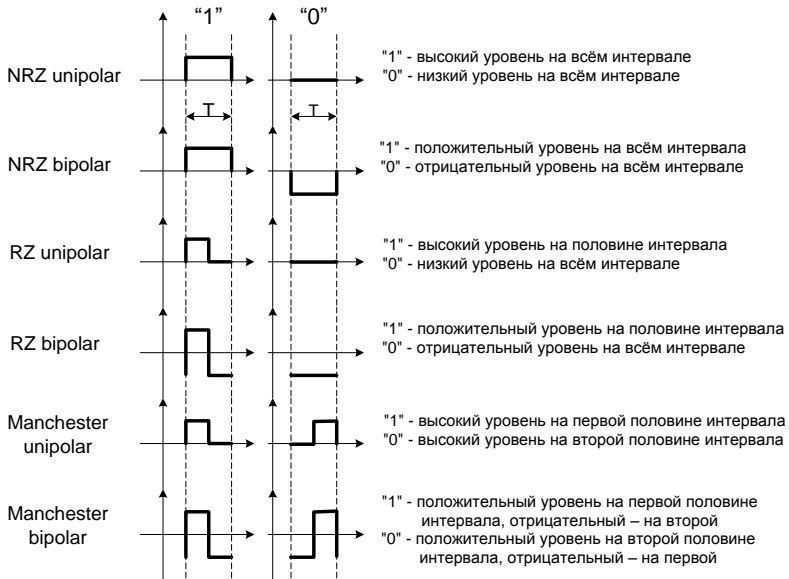 “1” “0”
NRZ unipolar
"1" - высокий уровень на всём интервале
"0" - низкий уровень на всём интервале
T T
NRZ bipolar
"1" - положительный уровень на всём интервала
"0" - отрицательный уровень на всём интервале
RZ unipolar
"1" - высокий уровень на половине интервала
"0" - низкий уровень на всём интервале
RZ bipolar
"1" - положительный уровень на половине интервала
"0" - отрицательный уровень на всём интервале
Manchester
unipolar
"1" - высокий уровень на первой половине интервала
"0" - высокий уровень на второй половине интервала
Manchester
bipolar
"1" - положительный уровень на первой половине
интервала, отрицательный – на второй
"0" - положительный уровень на второй половине
интервала, отрицательный – на первой